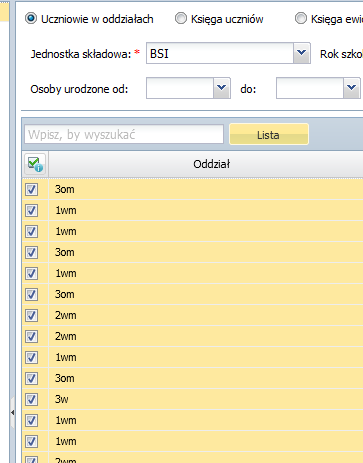 Uczniowie w oddziałach Księga uczniów Księga ewi
Jednostka składowa: * BSI Rok szko
Osoby urodzone od: do:
Wpisz, by wyszukać Lista
Oddział
3om
1wm
1wm
3om
1wm
3om
2wm
2wm
1wm
3om
3w
1wm
1wm
2wm